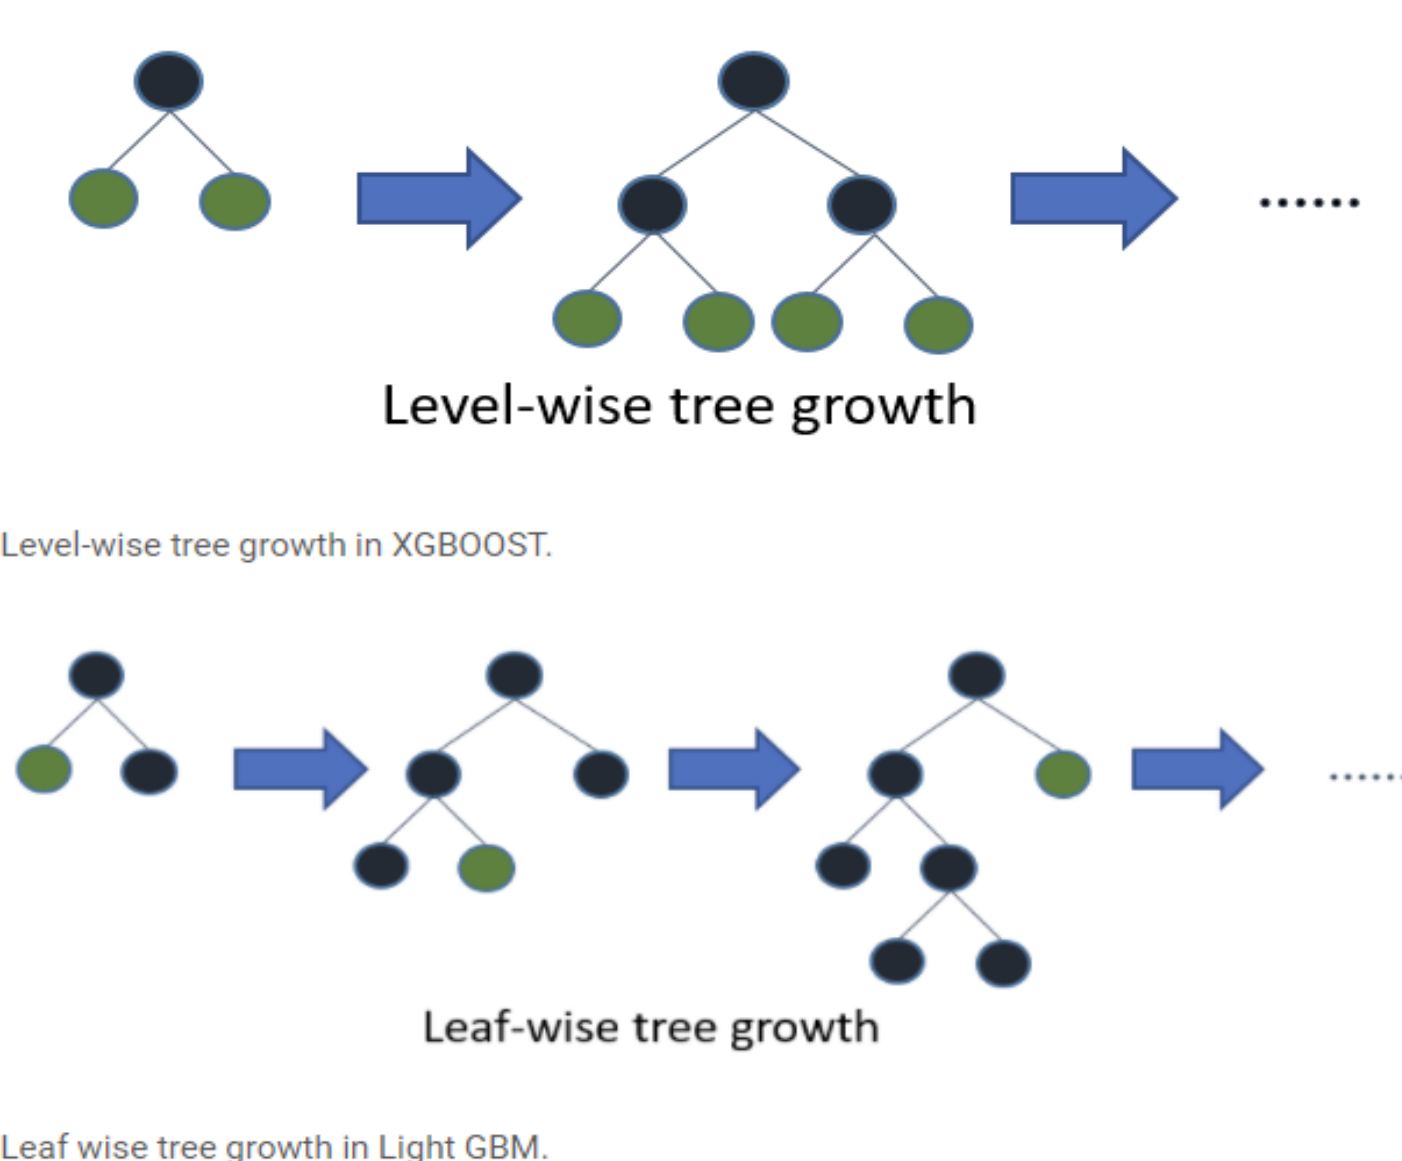 Level-wise tree growth
Level-wise tree growth in XGBOOST.
Leaf-wise tree growth
Leaf wise tree growth in Light GBM.